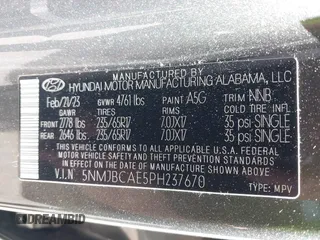 MANUFACTURED BY
HYUNDAI MOTOR MANUFACTURING ALABAMA, LLC
Feb/21/23 GVWR 4761 lbs PAINT A5G TRIM NNB
GAWR TIRES RIMS COLD TIRE INFL.
FRONT 2778 lbs 235/65R17 7.0JX17 35 psi SINGLE
REAR 2646 lbs 235/65R17 7.0JX17 35 psi SINGLE
THIS VEHICLE CONFORMS TO ALL APPLICABLE
U.S. FEDERAL MOTOR VEHICLE SAFETY STANDARDS
IN EFFECT ON THE DATE OF MANUFACTURE SHOWN ABOVE.
V.I.N 5NMJBCAE5PH237670 TYPE: MPV
DREAMBID